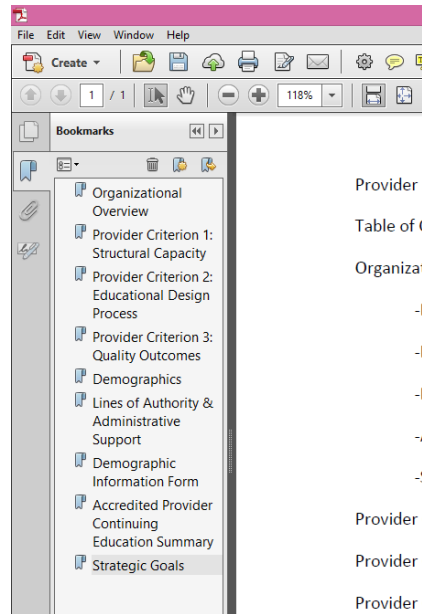 File Edit View Window Help
Create
1 / 1
118%
Bookmarks
Organizational
Overview
Provider Criterion 1:
Structural Capacity
Provider Criterion 2:
Educational Design
Process
Provider Criterion 3:
Quality Outcomes
Demographics
Lines of Authority &
Administrative
Support
Demographic
Information Form
Accredited Provider
Continuing
Education Summary
Strategic Goals
Provider
Table of
Provider
Provider
Provider